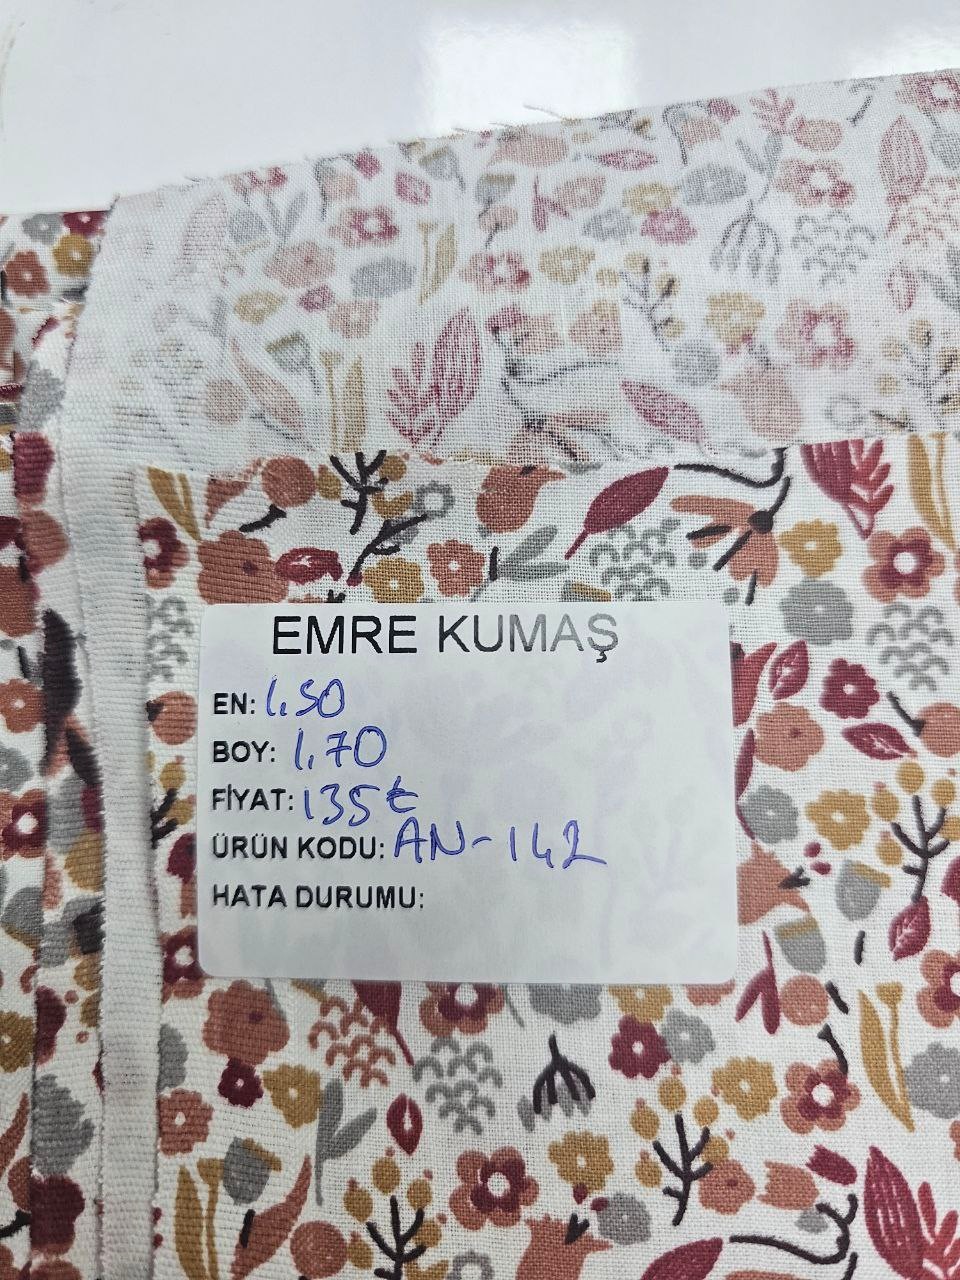 EMRE KUMAŞ
EN: 1.50
BOY: 1.70
FİYAT: 135₺
ÜRÜN KODU: AN-142
HATA DURUMU: